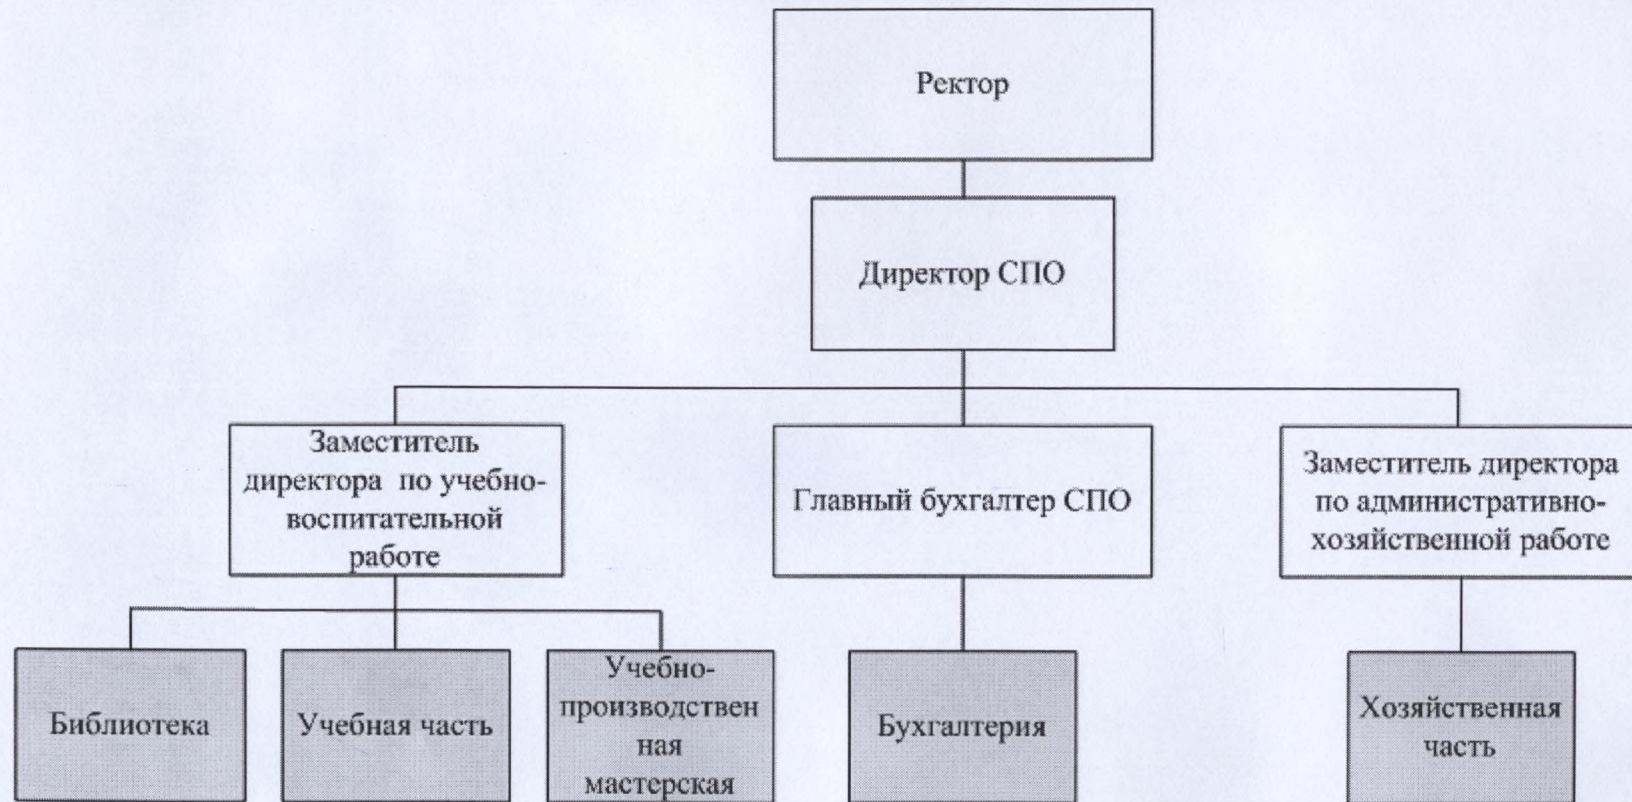 Ректор
Директор СПО
Заместитель
директора по учебно-
воспитательной
работе
Главный бухгалтер СПО
Заместитель директора
по административно-
хозяйственной работе
Библиотека
Учебная часть
Учебно-
производствен
ная
мастерская
Бухгалтерия
Хозяйственная
часть